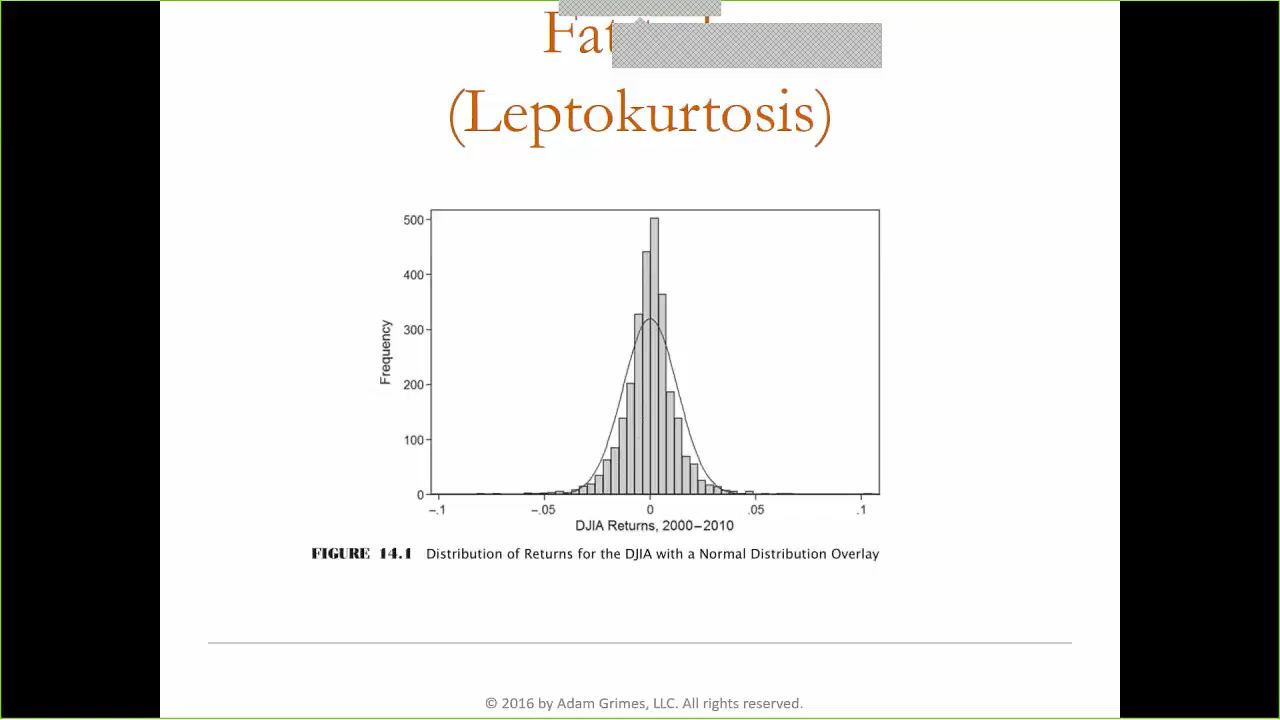 Fat
(Leptokurtosis)
500
400
300
200
100
0
Frequency
−.1
−.05
0
.05
.1
DJIA Returns, 2000−2010
FIGURE 14.1 Distribution of Returns for the DJIA with a Normal Distribution Overlay
© 2016 by Adam Grimes, LLC. All rights reserved.